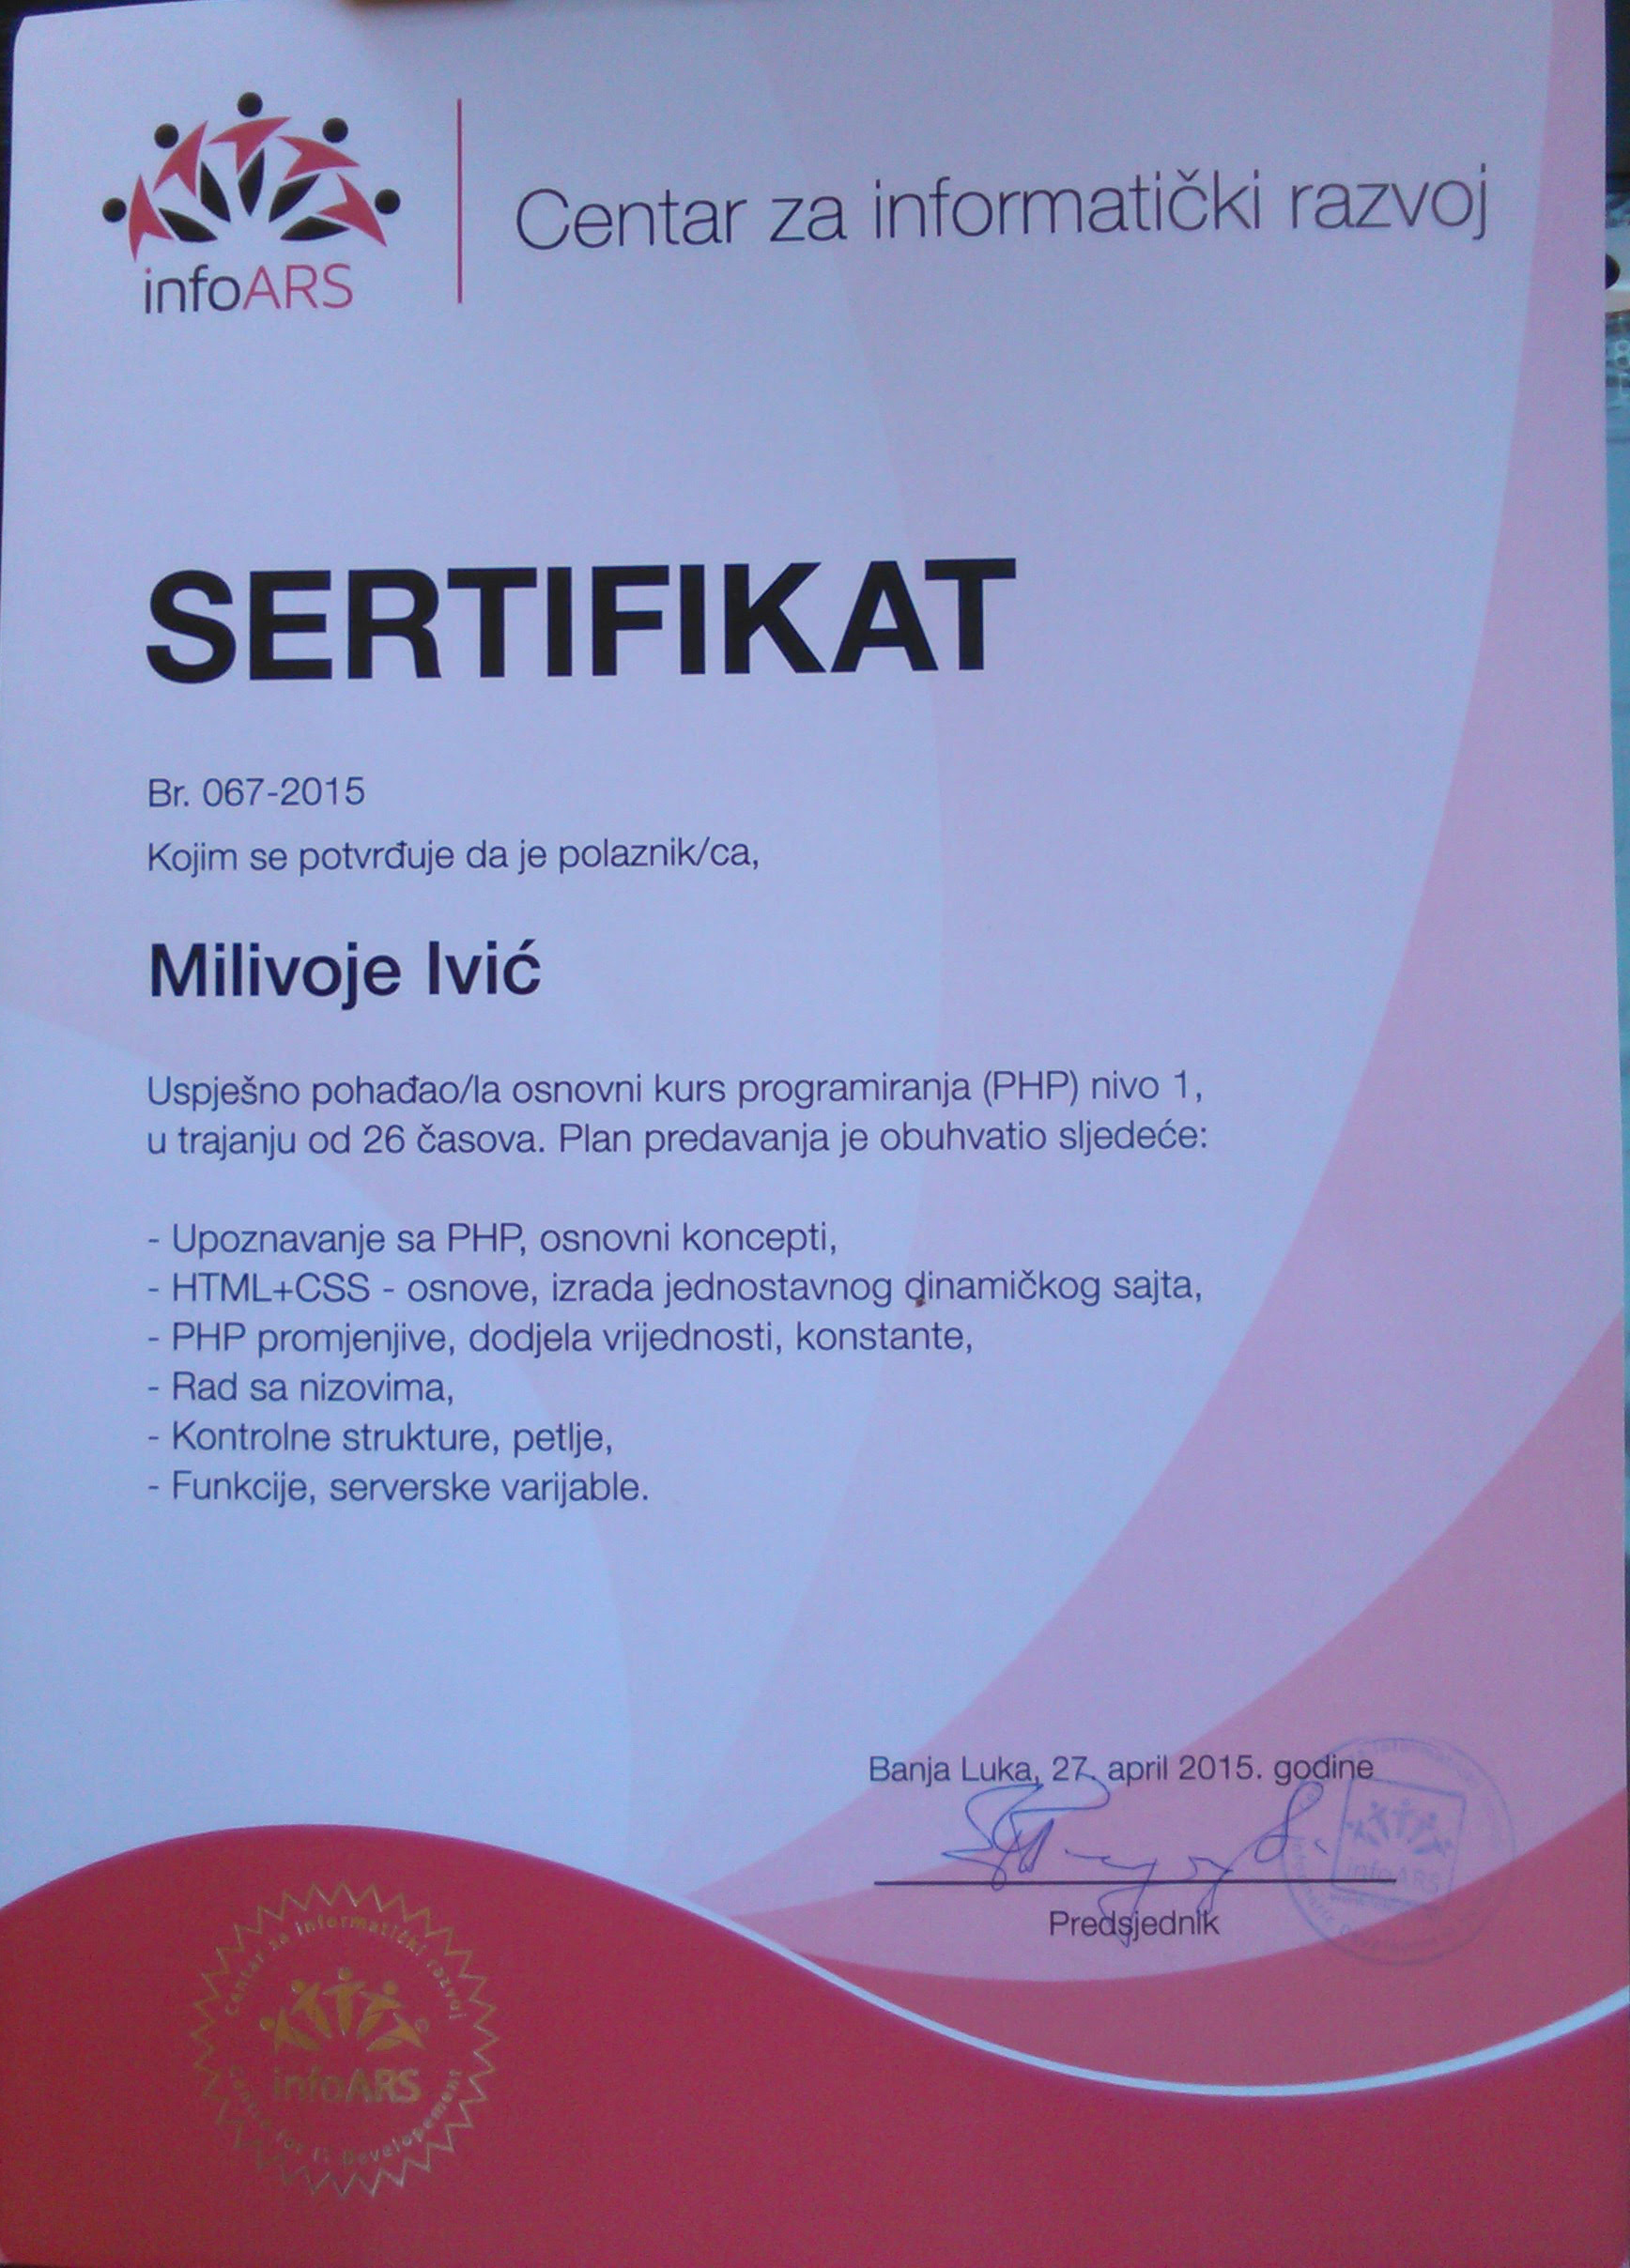 infoARS
Centar za informatički razvoj
SERTIFIKAT
Br. 067-2015
Kojim se potvrđuje da je polaznik/ca,
Milivoje Ivić
Uspješno pohađao/la osnovni kurs programiranja (PHP) nivo 1,
u trajanju od 26 časova. Plan predavanja je obuhvatio sljedeće:
- Upoznavanje sa PHP, osnovni koncepti,
- HTML+CSS - osnove, izrada jednostavnog dinamičkog sajta,
- PHP promjenjive, dodjela vrijednosti, konstante,
- Rad sa nizovima,
- Kontrolne strukture, petlje,
- Funkcije, serverske varijable.
Banja Luka, 27. april 2015. godine
Predsjednik
infoARS
Centar za informatički razvoj
infoARS
Centre for IT Developement